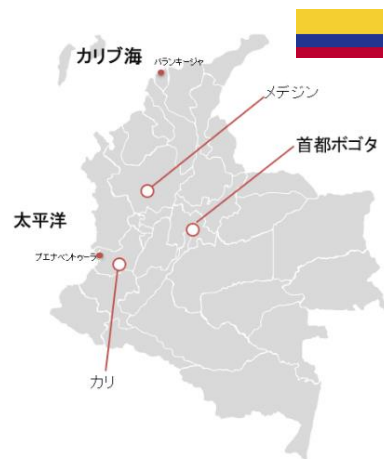 カリブ海
バランキージャ
メデジン
首都ボゴタ
太平洋
ブエナベントゥーラ
カリ